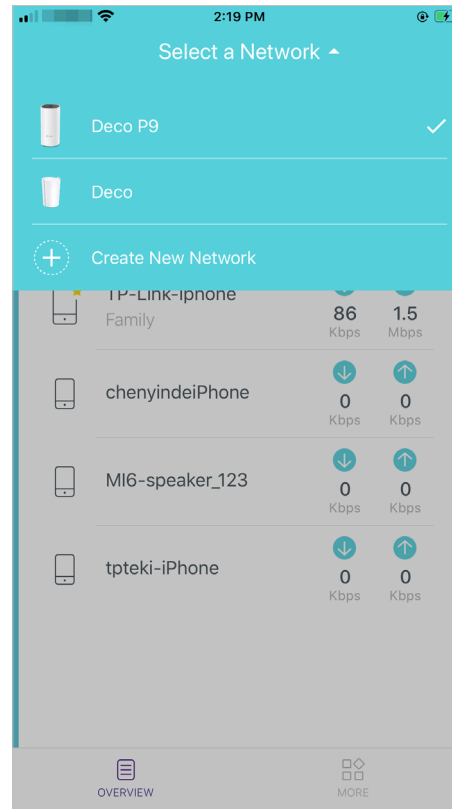 2:19 PM
Select a Network
Deco P9
Deco
Create New Network
TP-Link-iphone
Family
86 1.5
Kbps Mbps
chenyindeiPhone
0 0
Kbps Kbps
MI6-speaker_123
0 0
Kbps Kbps
tpteki-iPhone
0 0
Kbps Kbps
OVERVIEW MORE